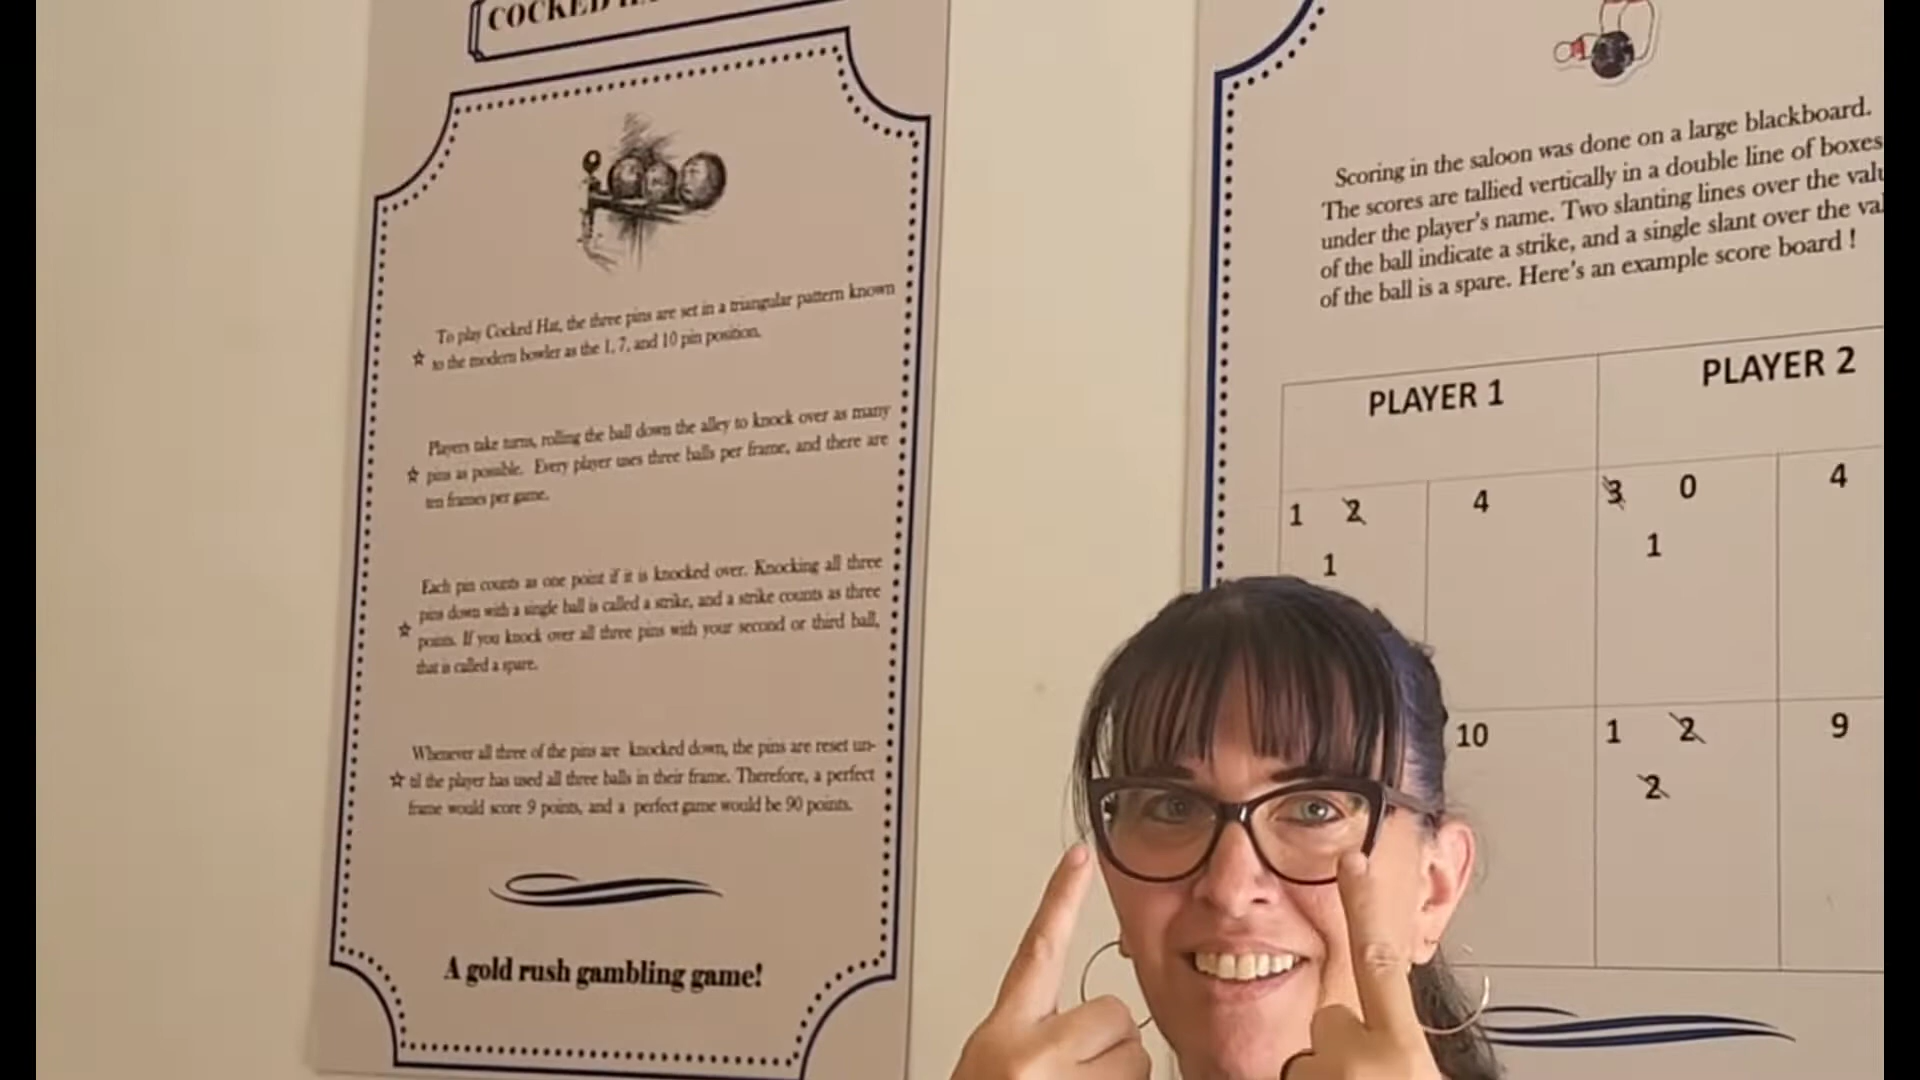 COCKED
To play Cocked Hat, the three pins are set in a triangular pattern known
to the modern bowler as the 1, 7, and 10 pin position.
Players take turns, rolling the ball down the alley to knock over as many
pins as possible. Every player uses three balls per frame, and there are
ten frames per game.
Each pin counts as one point if it is knocked over. Knocking all three
pins down with a single ball is called a strike, and a strike counts as three
points. If you knock over all three pins with your second or third ball,
that is called a spare.
Whenever all three of the pins are knocked down, the pins are reset un-
til the player has used all three balls in their frame. Therefore, a perfect
frame would score 9 points, and a perfect game would be 90 points.
A gold rush gambling game!
Scoring in the saloon was done on a large blackboard.
The scores are tallied vertically in a double line of boxes
under the player's name. Two slanting lines over the
of the ball indicate a strike, and a single slant over the
of the ball is a spare. Here's an example score board !
PLAYER 1 PLAYER 2
1 2 4 3 0 4
1 1
10 1 2 9
2